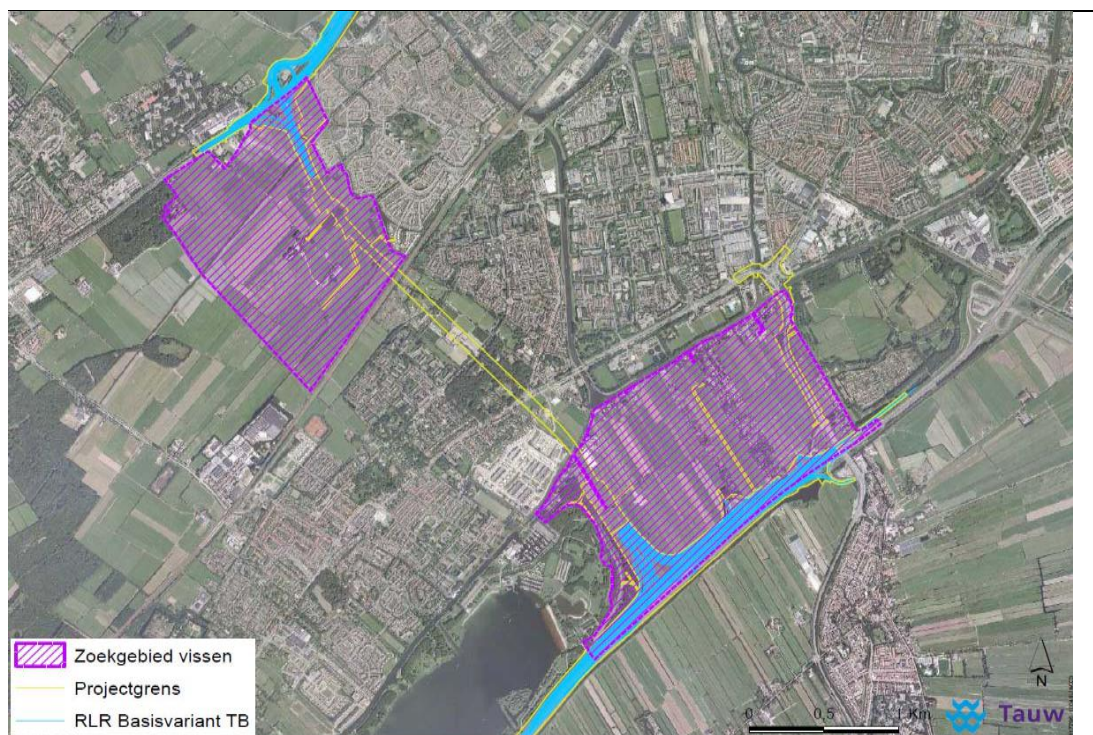 Zoekgebied vissen
Projectgrens
RLR Basisvariant TB
N
0 0,5 1 Km
Tauw